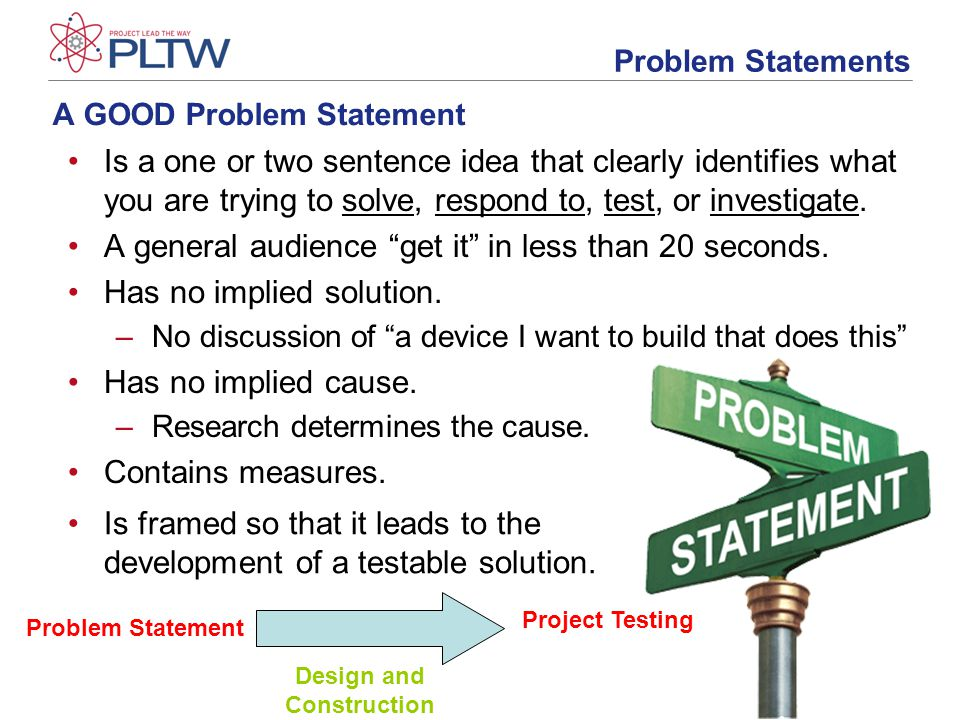 PROJECT LEAD THE WAY
PLTW
Problem Statements
A GOOD Problem Statement
• Is a one or two sentence idea that clearly identifies what
you are trying to solve, respond to, test, or investigate.
• A general audience “get it” in less than 20 seconds.
• Has no implied solution.
– No discussion of “a device I want to build that does this”
• Has no implied cause.
– Research determines the cause.
• Contains measures.
• Is framed so that it leads to the
development of a testable solution.
PROBLEM
STATEMENT
Problem Statement
Project Testing
Design and
Construction